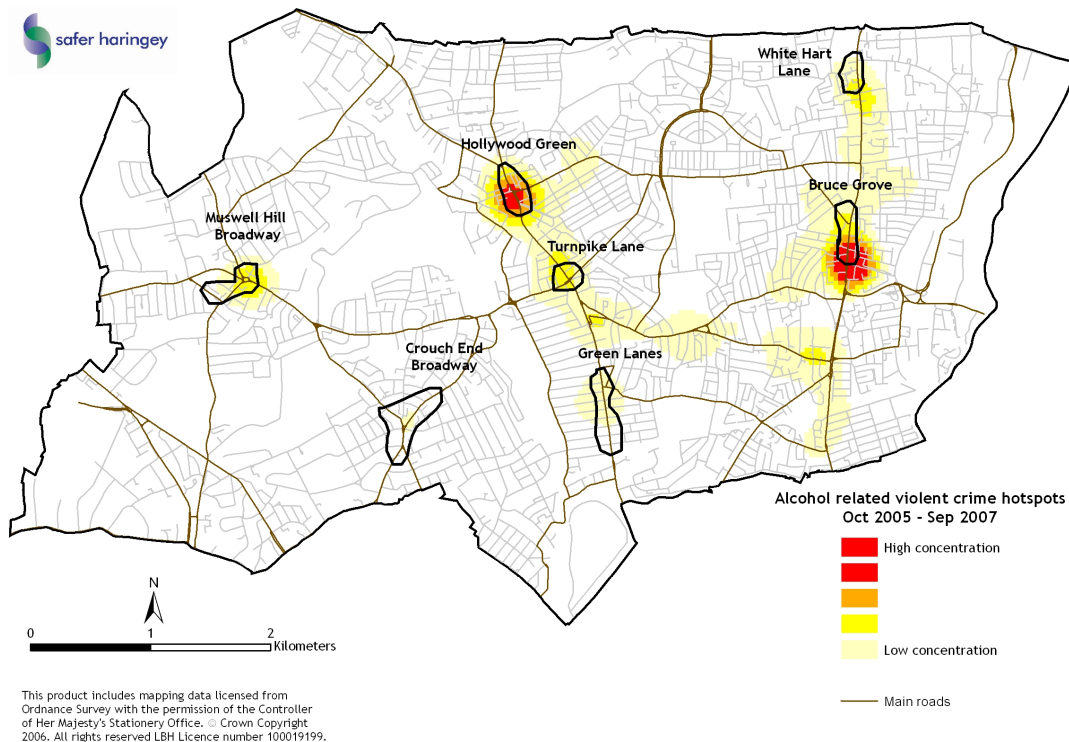 safer haringey
White Hart
Lane
Hollywood Green
Bruce Grove
Muswell Hill
Broadway
Turnpike Lane
Crouch End
Broadway
Green Lanes
Alcohol related violent crime hotspots
Oct 2005 - Sep 2007
High concentration
Low concentration
Main roads
N
0 1 2
Kilometers
This product includes mapping data licensed from
Ordnance Survey with the permission of the Controller
of Her Majesty's Stationery Office. © Crown Copyright
2006. All rights reserved LBH Licence number 100019199.